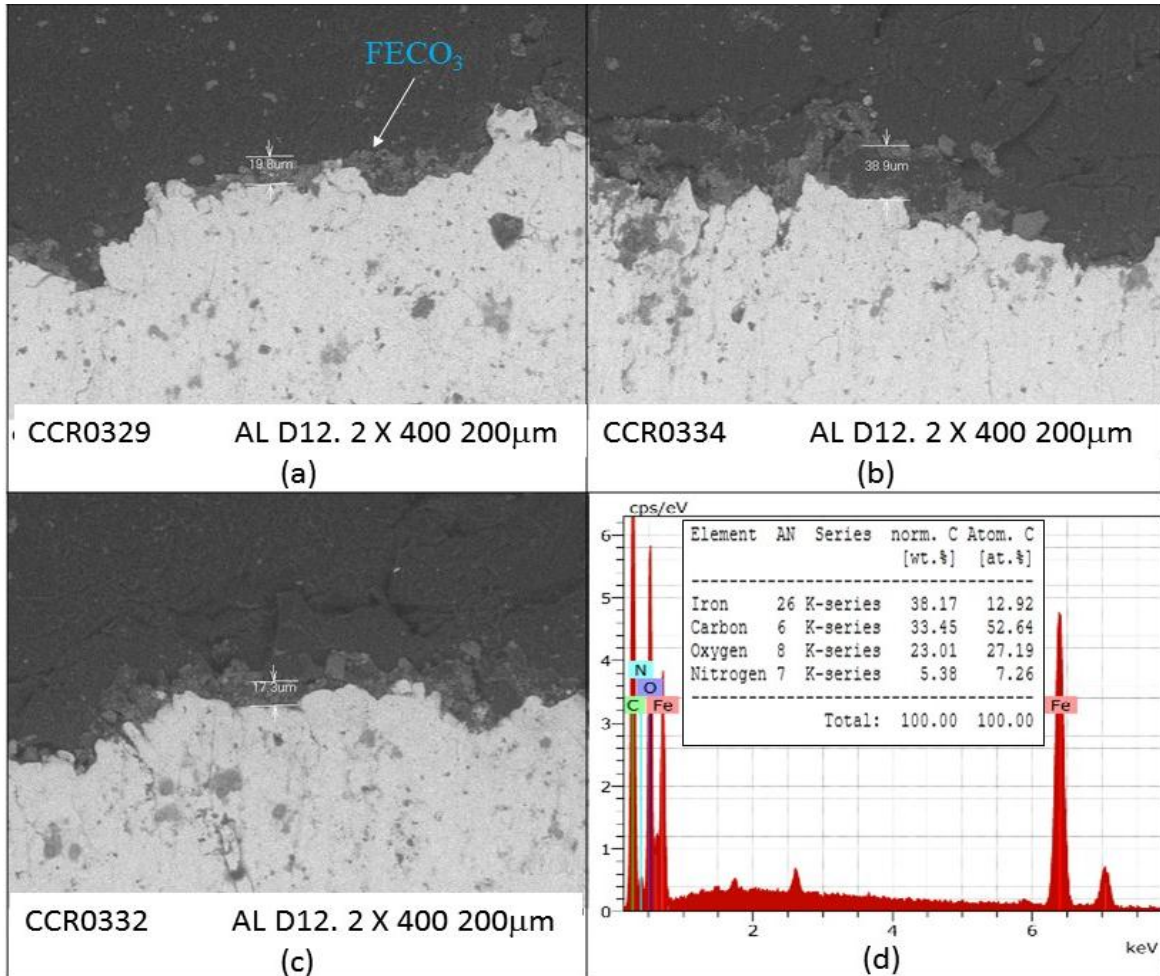 FECO₃
19.8um
CCR0329 AL D12. 2 X 400 200μm
(a)
38.9um
CCR0334 AL D12. 2 X 400 200μm
(b)
17.3um
CCR0332 AL D12. 2 X 400 200μm
(c)
cps/eV
Element AN Series norm. C Atom. C
[wt.%] [at.%]
Iron 26 K-series 38.17 12.92
Carbon 6 K-series 33.45 52.64
Oxygen 8 K-series 23.01 27.19
Nitrogen 7 K-series 5.38 7.26
Total: 100.00 100.00
6
5
4
3
2
1
0
N
O
C Fe
Fe
2 4 6
keV
(d)